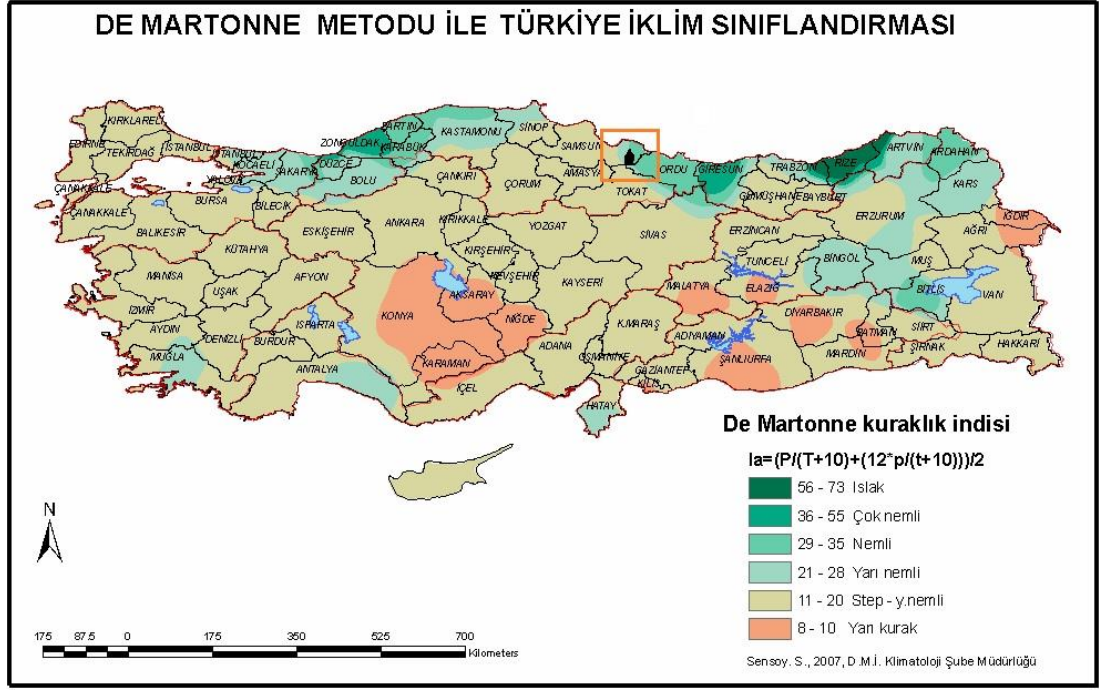 DE MARTONNE METODU İLE TÜRKİYE İKLİM SINIFLANDIRMASI
KIRKLARELİ
EDİRNE
TEKİRDAĞ
İSTANBUL
İSTANBUL
KOCAELİ
YALOVA
SAKARYA
DÜZCE
ZONGULDAK
BARTIN
KARABÜK
KASTAMONU
SİNOP
SAMSUN
BOLU
ÇANKIRI
ÇORUM
AMASYA
TOKAT
ORDU
GİRESUN
TRABZON
RİZE
ARTVİN
ARDAHAN
KARS
GÜMÜŞHANE
BAYBURT
ERZURUM
IĞDIR
AĞRI
ÇANAKKALE
ÇANAKKALE
BURSA
BİLECİK
BALIKESİR
ESKİŞEHİR
ANKARA
KIRIKKALE
YOZGAT
SİVAS
ERZİNCAN
KÜTAHYA
KIRŞEHİR
TUNCELİ
BİNGÖL
MUŞ
MANİSA
UŞAK
AFYON
NEVŞEHİR
KAYSERİ
MALATYA
ELAZIĞ
BİTLİS
VAN
AKSARAY
İZMİR
AYDIN
DENİZLİ
BURDUR
ISPARTA
KONYA
NİĞDE
K.MARAŞ
ADIYAMAN
DİYARBAKIR
BATMAN
SİİRT
ŞIRNAK
HAKKARİ
MARDİN
MUĞLA
ANTALYA
KARAMAN
İÇEL
ADANA
OSMANİYE
GAZİANTEP
KİLİS
ŞANLIURFA
HATAY
De Martonne kuraklık indisi
Ia=(P/(T+10)+(12*p/(t+10)))/2
56 - 73 Islak
36 - 55 Çok nemli
29 - 35 Nemli
21 - 28 Yarı nemli
11 - 20 Step - y.nemli
8 - 10 Yarı kurak
N
175 87.5 0 175 350 525 700
Kilometers
Sensoy. S., 2007, D.M.İ. Klimatoloji Şube Müdürlüğü